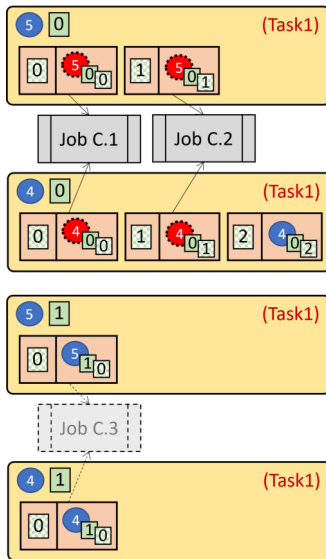 5 0 (Task1)
0 5 0 0 1 5 0 1
Job C.1 Job C.2
4 0 (Task1)
0 4 0 0 1 4 0 1 2 4 0 2
5 1 (Task1)
0 5 1 0
Job C.3
4 1 (Task1)
0 4 1 0